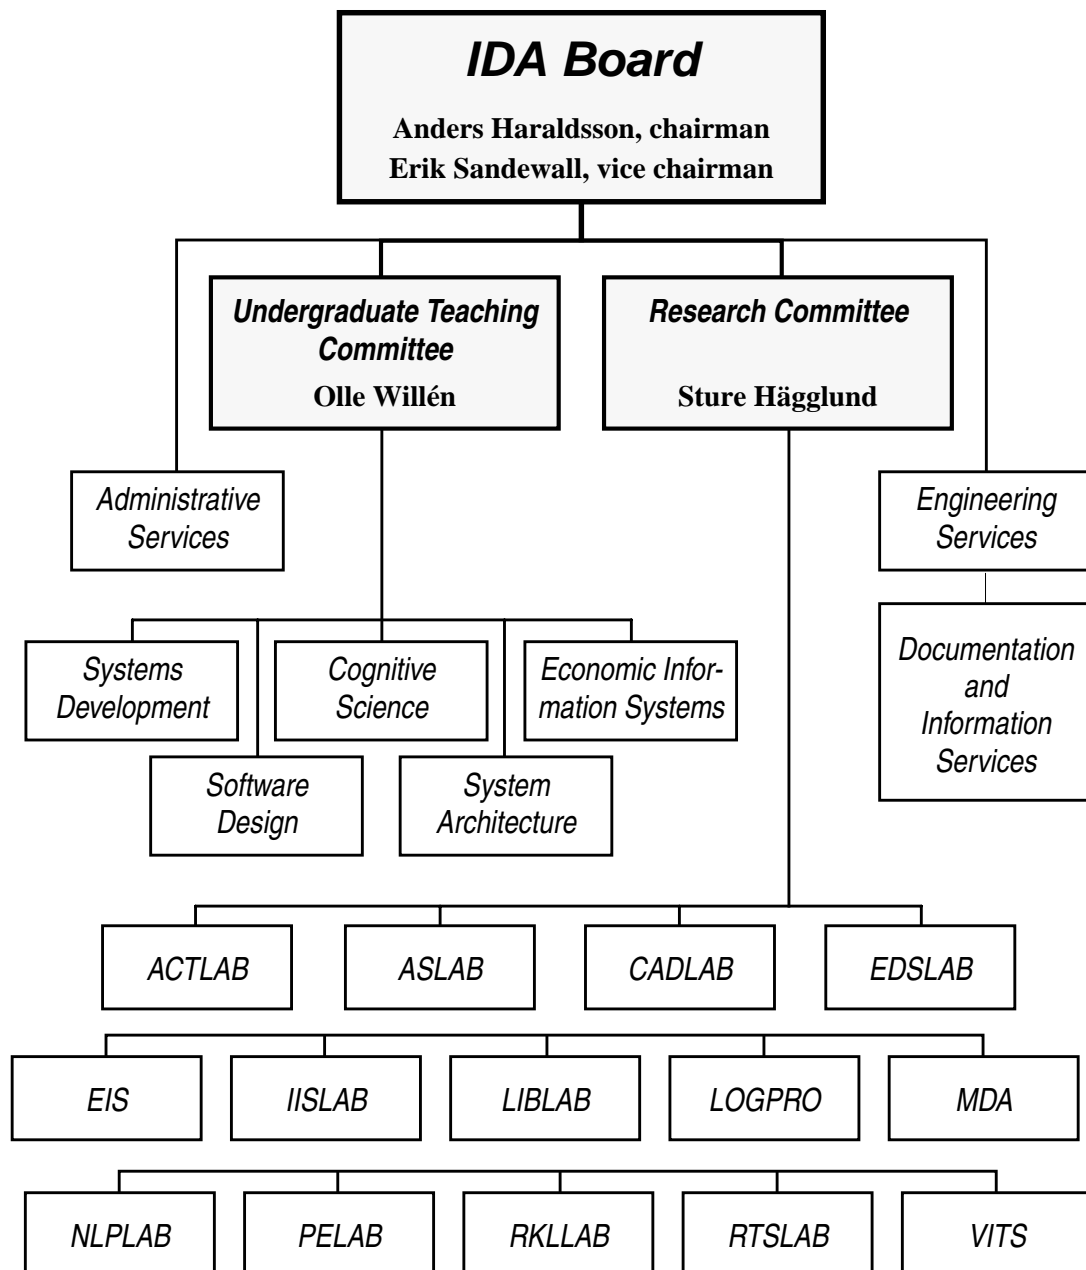 IDA Board
Anders Haraldsson, chairman
Erik Sandewall, vice chairman
Undergraduate Teaching
Committee
Olle Willén
Research Committee
Sture Hägglund
Administrative
Services
Engineering
Services
Systems
Development
Cognitive
Science
Economic Infor-
mation Systems
Documentation
and
Information
Services
Software
Design
System
Architecture
ACTLAB
ASLAB
CADLAB
EDSLAB
EIS
IISLAB
LIBLAB
LOGPRO
MDA
NLPLAB
PELAB
RKLLAB
RTSLAB
VITS